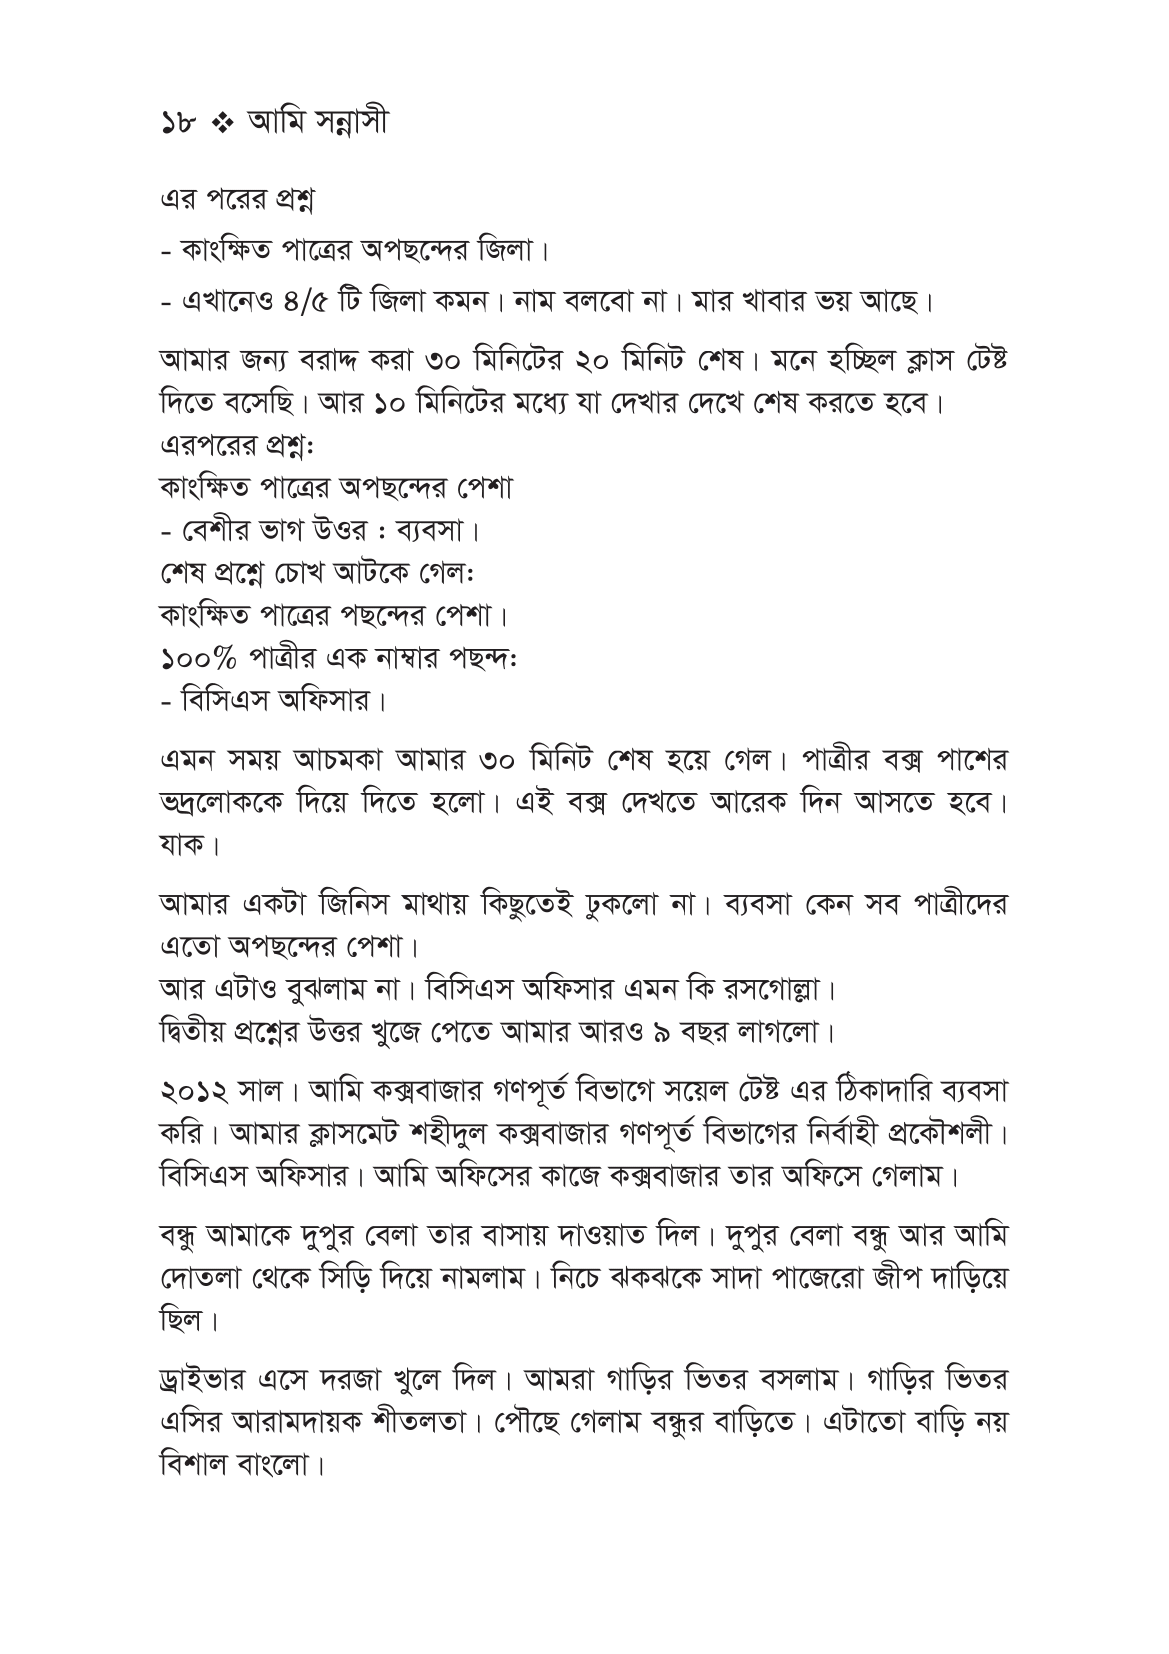 ১৮ ❖ আমি সন্নাসী
এর পরের প্রশ্ন
- কাংক্ষিত পাত্রের অপছন্দের জিলা।
- এখানেও ৪/৫ টি জিলা কমন। নাম বলবো না। মার খাবার ভয় আছে।
আমার জন্য বরাদ্দ করা ৩০ মিনিটের ২০ মিনিট শেষ। মনে হচ্ছিল ক্লাস টেষ্ট
দিতে বসেছি। আর ১০ মিনিটের মধ্যে যা দেখার দেখে শেষ করতে হবে।
এরপরের প্রশ্ন:
কাংক্ষিত পাত্রের অপছন্দের পেশা
- বেশীর ভাগ উওর : ব্যবসা।
শেষ প্রশ্নে চোখ আটকে গেল:
কাংক্ষিত পাত্রের পছন্দের পেশা।
১০০% পাত্রীর এক নাম্বার পছন্দ:
- বিসিএস অফিসার।
এমন সময় আচমকা আমার ৩০ মিনিট শেষ হয়ে গেল। পাত্রীর বক্স পাশের
ভদ্রলোককে দিয়ে দিতে হলো। এই বক্স দেখতে আরেক দিন আসতে হবে।
যাক।
আমার একটা জিনিস মাথায় কিছুতেই ঢুকলো না। ব্যবসা কেন সব পাত্রীদের
এতো অপছন্দের পেশা।
আর এটাও বুঝলাম না। বিসিএস অফিসার এমন কি রসগোল্লা।
দ্বিতীয় প্রশ্নের উত্তর খুজে পেতে আমার আরও ৯ বছর লাগলো।
২০১২ সাল। আমি কক্সবাজার গণপূর্ত বিভাগে সয়েল টেষ্ট এর ঠিকাদারি ব্যবসা
করি। আমার ক্লাসমেট শহীদুল কক্সবাজার গণপূর্ত বিভাগের নির্বাহী প্রকৌশলী।
বিসিএস অফিসার। আমি অফিসের কাজে কক্সবাজার তার অফিসে গেলাম।
বন্ধু আমাকে দুপুর বেলা তার বাসায় দাওয়াত দিল। দুপুর বেলা বন্ধু আর আমি
দোতলা থেকে সিড়ি দিয়ে নামলাম। নিচে ঝকঝকে সাদা পাজেরো জীপ দাড়িয়ে
ছিল।
ড্রাইভার এসে দরজা খুলে দিল। আমরা গাড়ির ভিতর বসলাম। গাড়ির ভিতর
এসির আরামদায়ক শীতলতা। পৌছে গেলাম বন্ধুর বাড়িতে। এটাতো বাড়ি নয়
বিশাল বাংলো।